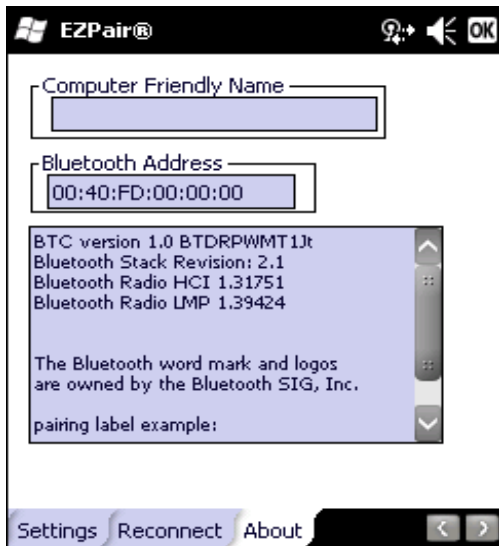 EZPair®
OK
Computer Friendly Name
Bluetooth Address
00:40:FD:00:00:00
BTC version 1.0 BTDRPWMT1Jt
Bluetooth Stack Revision: 2.1
Bluetooth Radio HCI 1.31751
Bluetooth Radio LMP 1.39424
The Bluetooth word mark and logos
are owned by the Bluetooth SIG, Inc.
pairing label example:
Settings Reconnect About